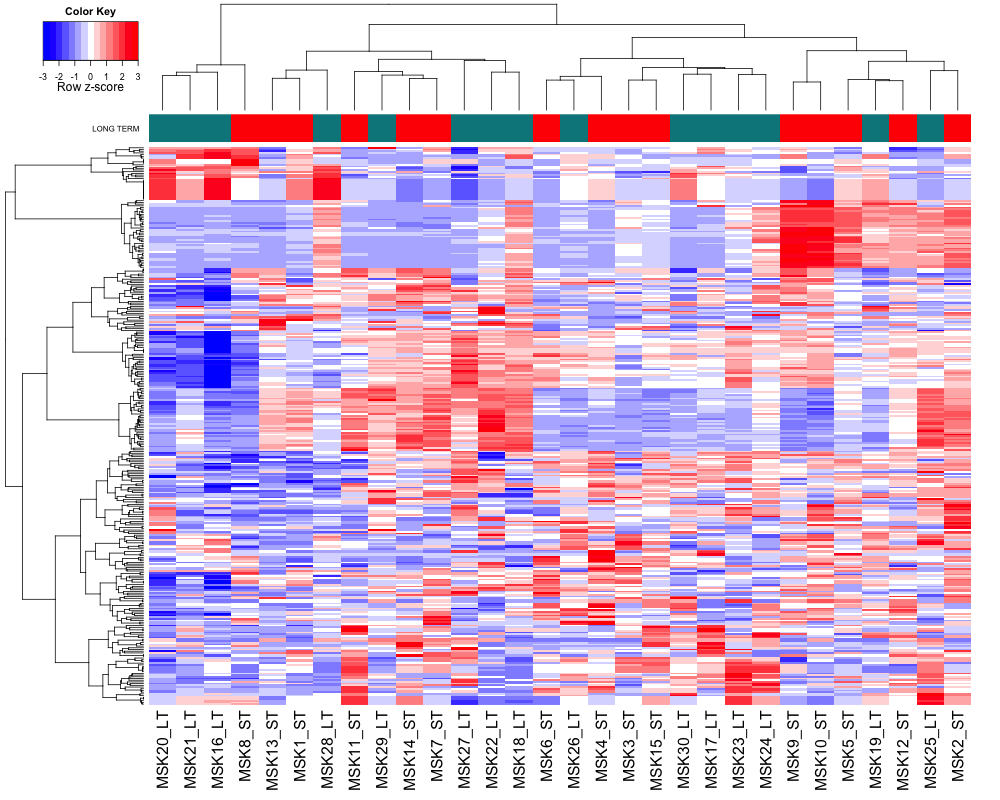 Color Key
-3 -2 -1 0 1 2 3
Row z-score
LONG TERM
MSK20_LT
MSK21_LT
MSK16_LT
MSK8_ST
MSK13_ST
MSK1_ST
MSK28_LT
MSK11_ST
MSK29_LT
MSK14_ST
MSK7_ST
MSK27_LT
MSK22_LT
MSK18_LT
MSK6_ST
MSK26_LT
MSK4_ST
MSK3_ST
MSK15_ST
MSK30_LT
MSK17_LT
MSK23_LT
MSK24_LT
MSK9_ST
MSK10_ST
MSK5_ST
MSK19_LT
MSK12_ST
MSK25_LT
MSK2_ST